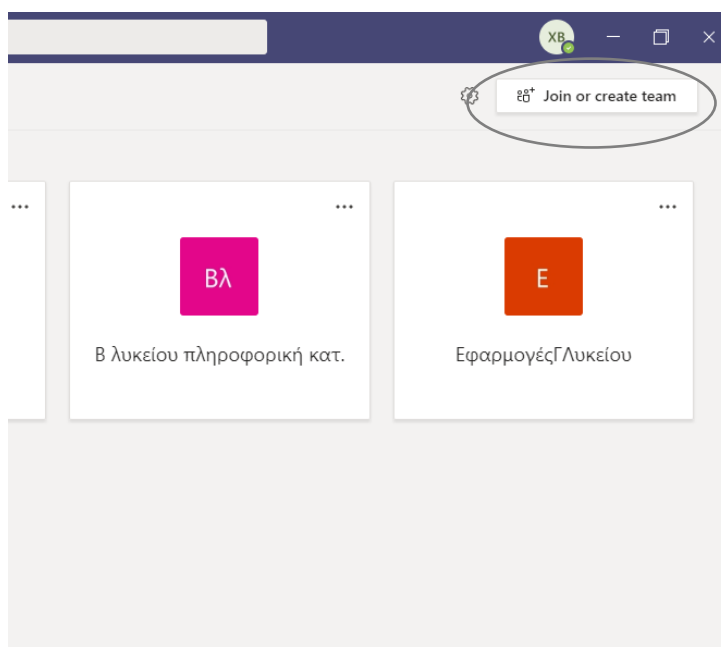 XB
Join or create team
Βλ
Β λυκείου πληροφορική κατ.
Ε
ΕφαρμογέςΓΛυκείου